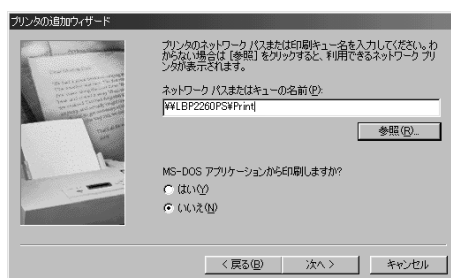 プリンタの追加ウィザード
プリンタのネットワーク パスまたは印刷キュー名を入力してください。わ
からない場合は [参照] をクリックすると、利用できるネットワーク プリ
ンタが表示されます。
ネットワーク パスまたはキューの名前(P):
¥¥LBP2260PS¥Print
参照(R)...
MS-DOS アプリケーションから印刷しますか?
はい(Y)
いいえ(N)
< 戻る(B)
次へ >
キャンセル